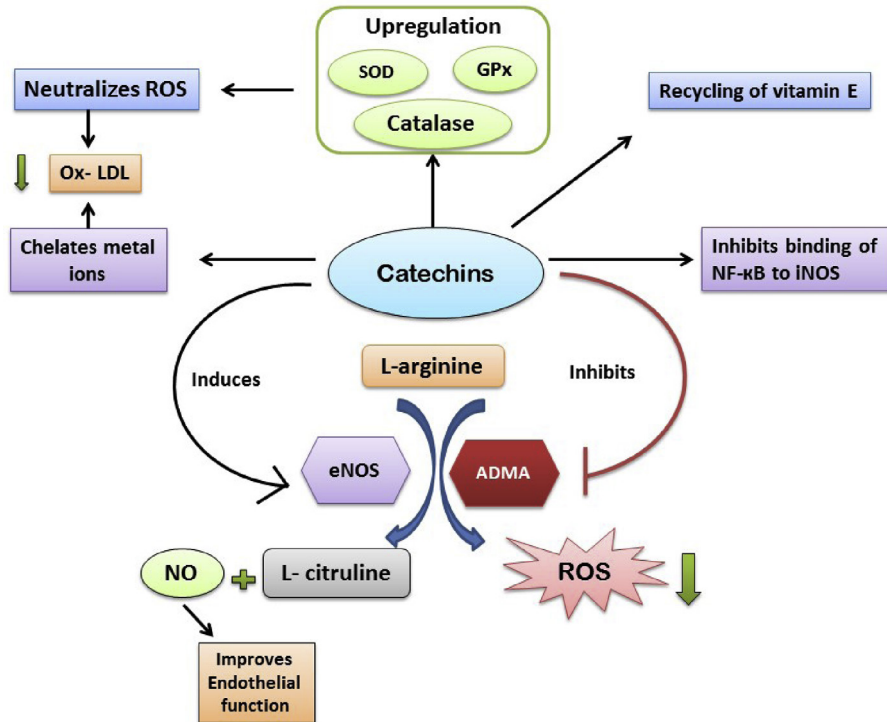 Upregulation
SOD
GPx
Catalase
Neutralizes ROS
Recycling of vitamin E
Ox- LDL
Chelates metal
ions
Catechins
Inhibits binding of
NF-κB to iNOS
L-arginine
Induces
Inhibits
eNOS
ADMA
NO
L- citruline
ROS
Improves
Endothelial
function